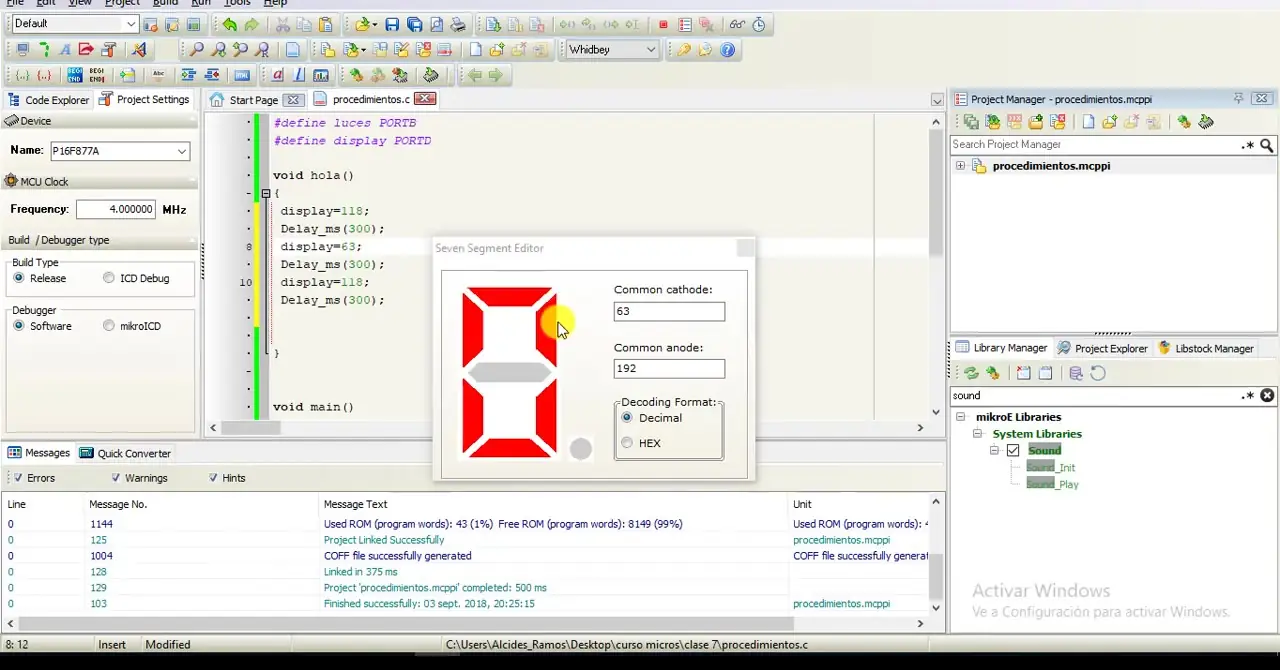 File Edit View Project Build Run Tools Help
Default
Whidbey
Code Explorer
Project Settings
Start Page
procedimientos.c
Project Manager - procedimientos.mcppi
Device
Name: P16F877A
MCU Clock
Frequency: 4.000000 MHz
Build / Debugger type
Build Type
Release
ICD Debug
Debugger
Software
mikroICD
#define luces PORTB
#define display PORTD
void hola()
{
display=118;
Delay_ms(300);
8 display=63;
Delay_ms(300);
10 display=118;
Delay_ms(300);
}
void main()
Seven Segment Editor
Common cathode:
63
Common anode:
192
Decoding Format:
Decimal
HEX
Search Project Manager
procedimientos.mcppi
Library Manager
Project Explorer
Libstock Manager
sound
mikroE Libraries
System Libraries
Sound
Sound_Init
Sound_Play
Messages
Quick Converter
Errors
Warnings
Hints
Line Message No. Message Text Unit
0 1144 Used ROM (program words): 43 (1%) Free ROM (program words): 8149 (99%) Used ROM (program words): 4
0 125 Project Linked Successfully procedimientos.mcppi
0 1004 COFF file successfully generated COFF file successfully generat
0 128 Linked in 375 ms
0 129 Project 'procedimientos.mcppi' completed: 500 ms
0 103 Finished successfully: 03 sept. 2018, 20:25:15 procedimientos.mcppi
Activar Windows
Ve a Configuración para activar Windows.
8: 12 Insert Modified C:\Users\Alcides_Ramos\Desktop\curso micros\clase 7\procedimientos.c